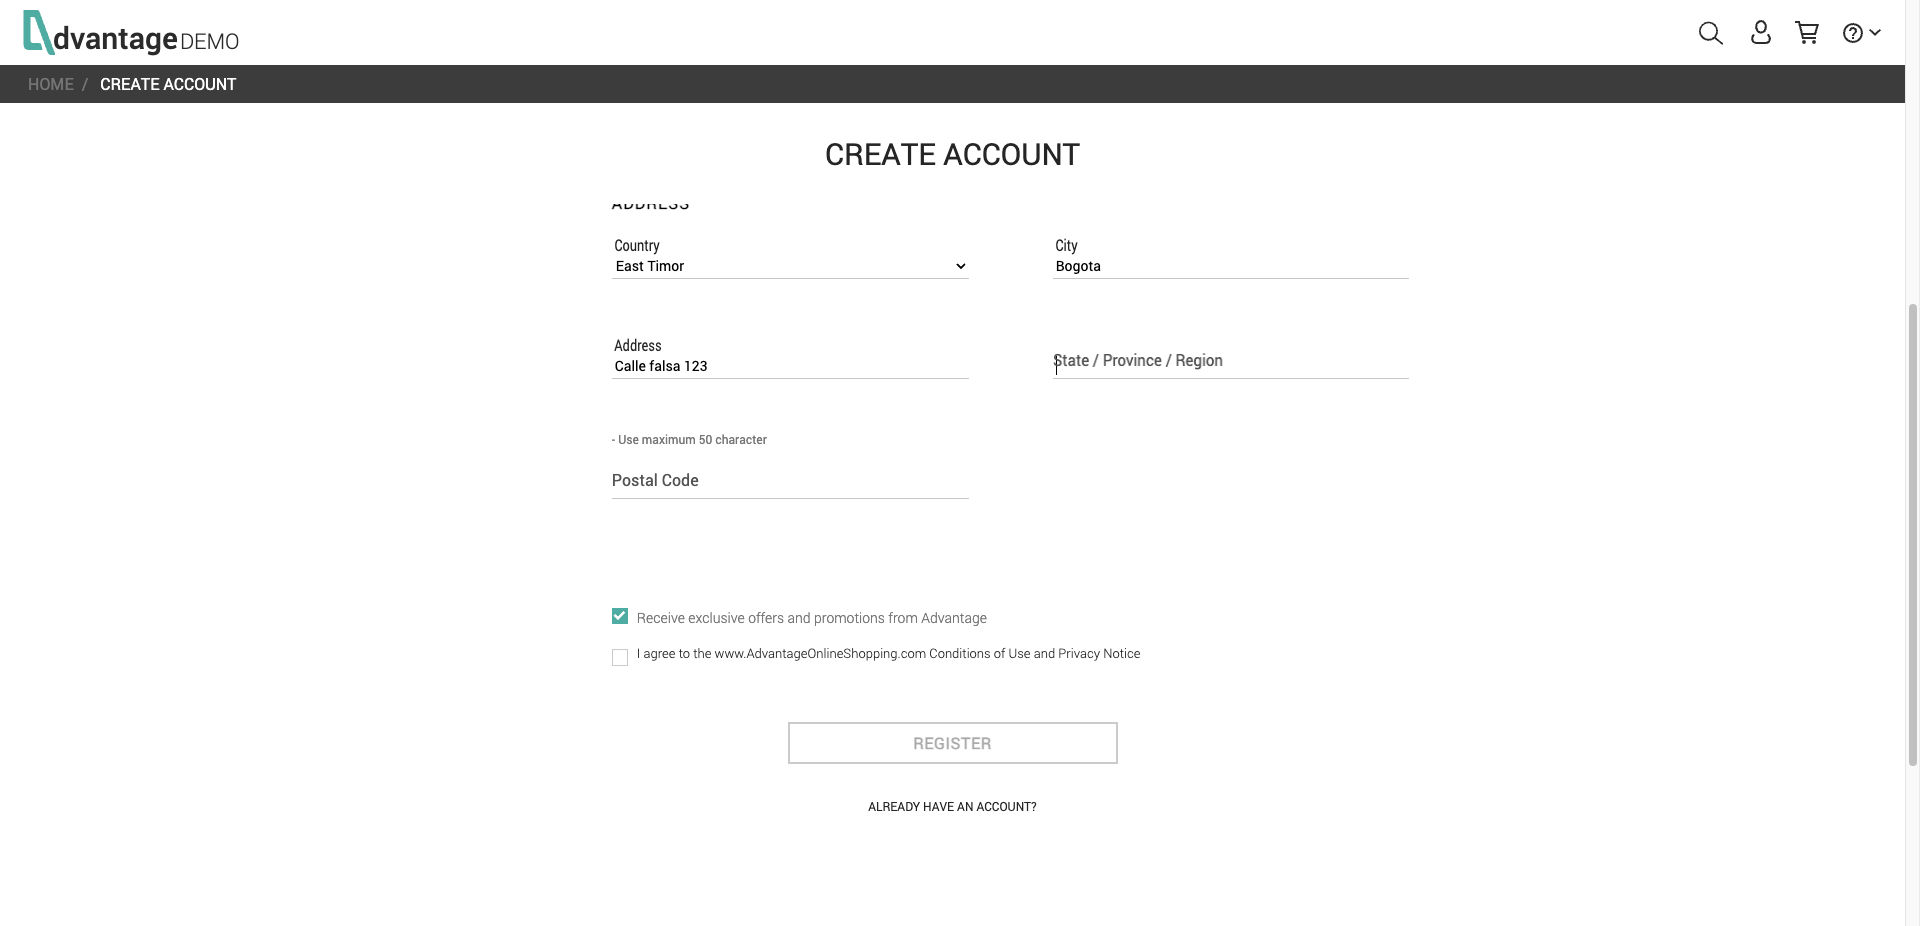 dvantage DEMO
HOME / CREATE ACCOUNT
CREATE ACCOUNT
ADDRESS
Country
East Timor
City
Bogota
Address
Calle falsa 123
State / Province / Region
- Use maximum 50 character
Postal Code
Receive exclusive offers and promotions from Advantage
I agree to the www.AdvantageOnlineShopping.com Conditions of Use and Privacy Notice
REGISTER
ALREADY HAVE AN ACCOUNT?